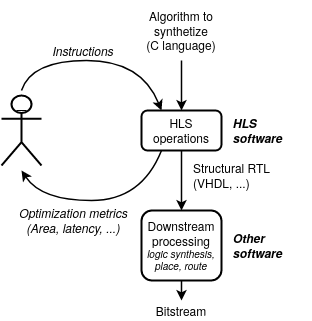 Algorithm to
synthetize
(C language)
Instructions
HLS
operations
HLS
software
Structural RTL
(VHDL, ...)
Optimization metrics
(Area, latency, ...)
Downstream
processing
logic synthesis,
place, route
Other
software
Bitstream